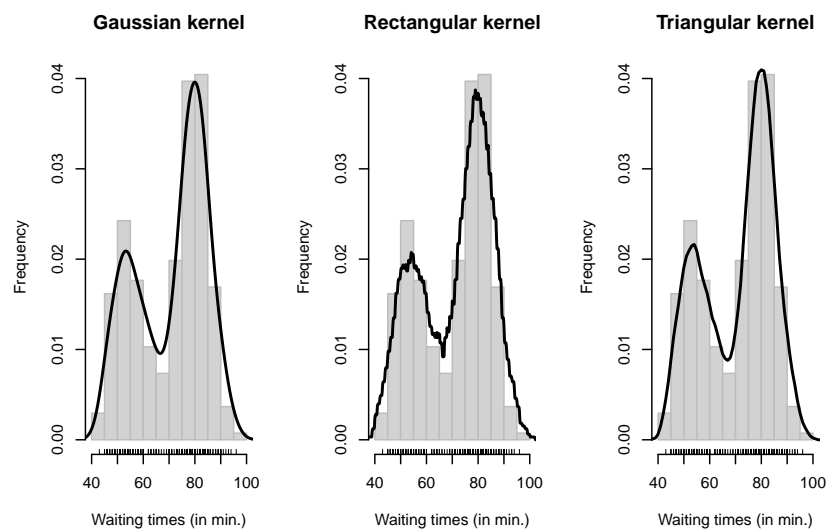 Gaussian kernel
Frequency
0.04
0.03
0.02
0.01
0.00
40 60 80 100
Waiting times (in min.)
Rectangular kernel
Frequency
0.04
0.03
0.02
0.01
0.00
40 60 80 100
Waiting times (in min.)
Triangular kernel
Frequency
0.04
0.03
0.02
0.01
0.00
40 60 80 100
Waiting times (in min.)